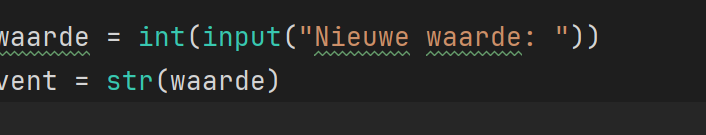 waarde = int(input("Nieuwe waarde: "))
vent = str(waarde)